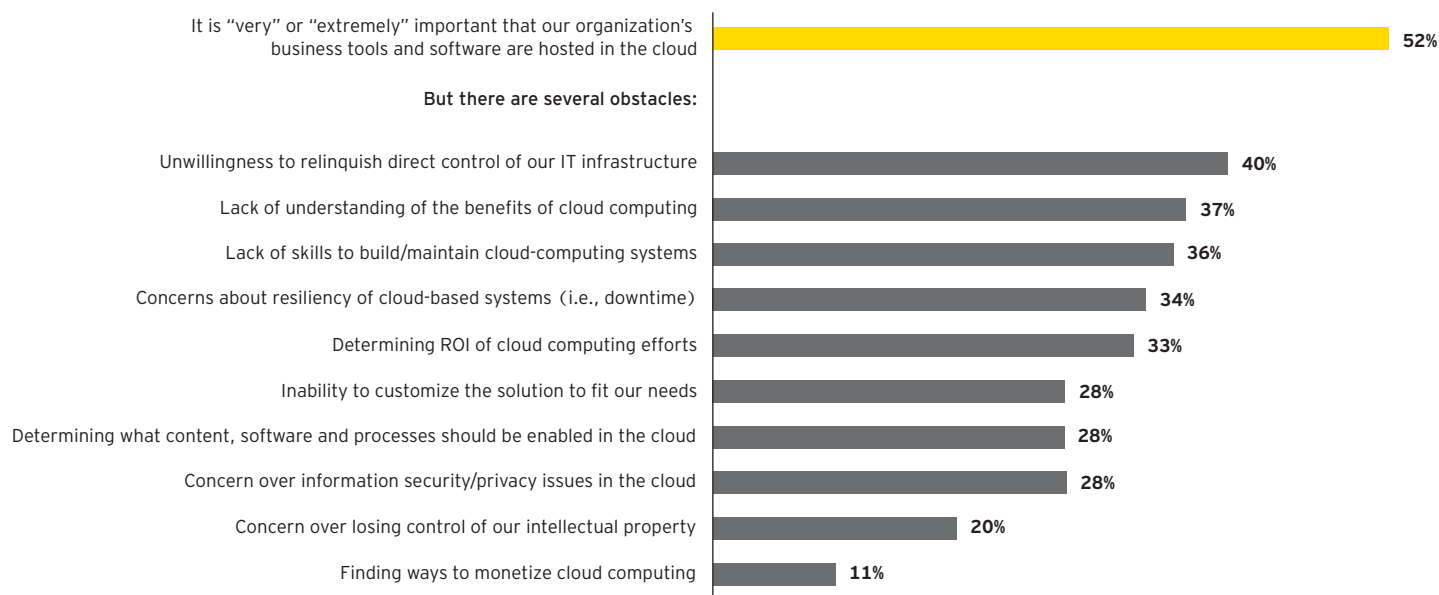 It is “very” or “extremely” important that our organization’s
business tools and software are hosted in the cloud
52%
But there are several obstacles:
Unwillingness to relinquish direct control of our IT infrastructure
40%
Lack of understanding of the benefits of cloud computing
37%
Lack of skills to build/maintain cloud-computing systems
36%
Concerns about resiliency of cloud-based systems (i.e., downtime)
34%
Determining ROI of cloud computing efforts
33%
Inability to customize the solution to fit our needs
28%
Determining what content, software and processes should be enabled in the cloud
28%
Concern over information security/privacy issues in the cloud
28%
Concern over losing control of our intellectual property
20%
Finding ways to monetize cloud computing
11%